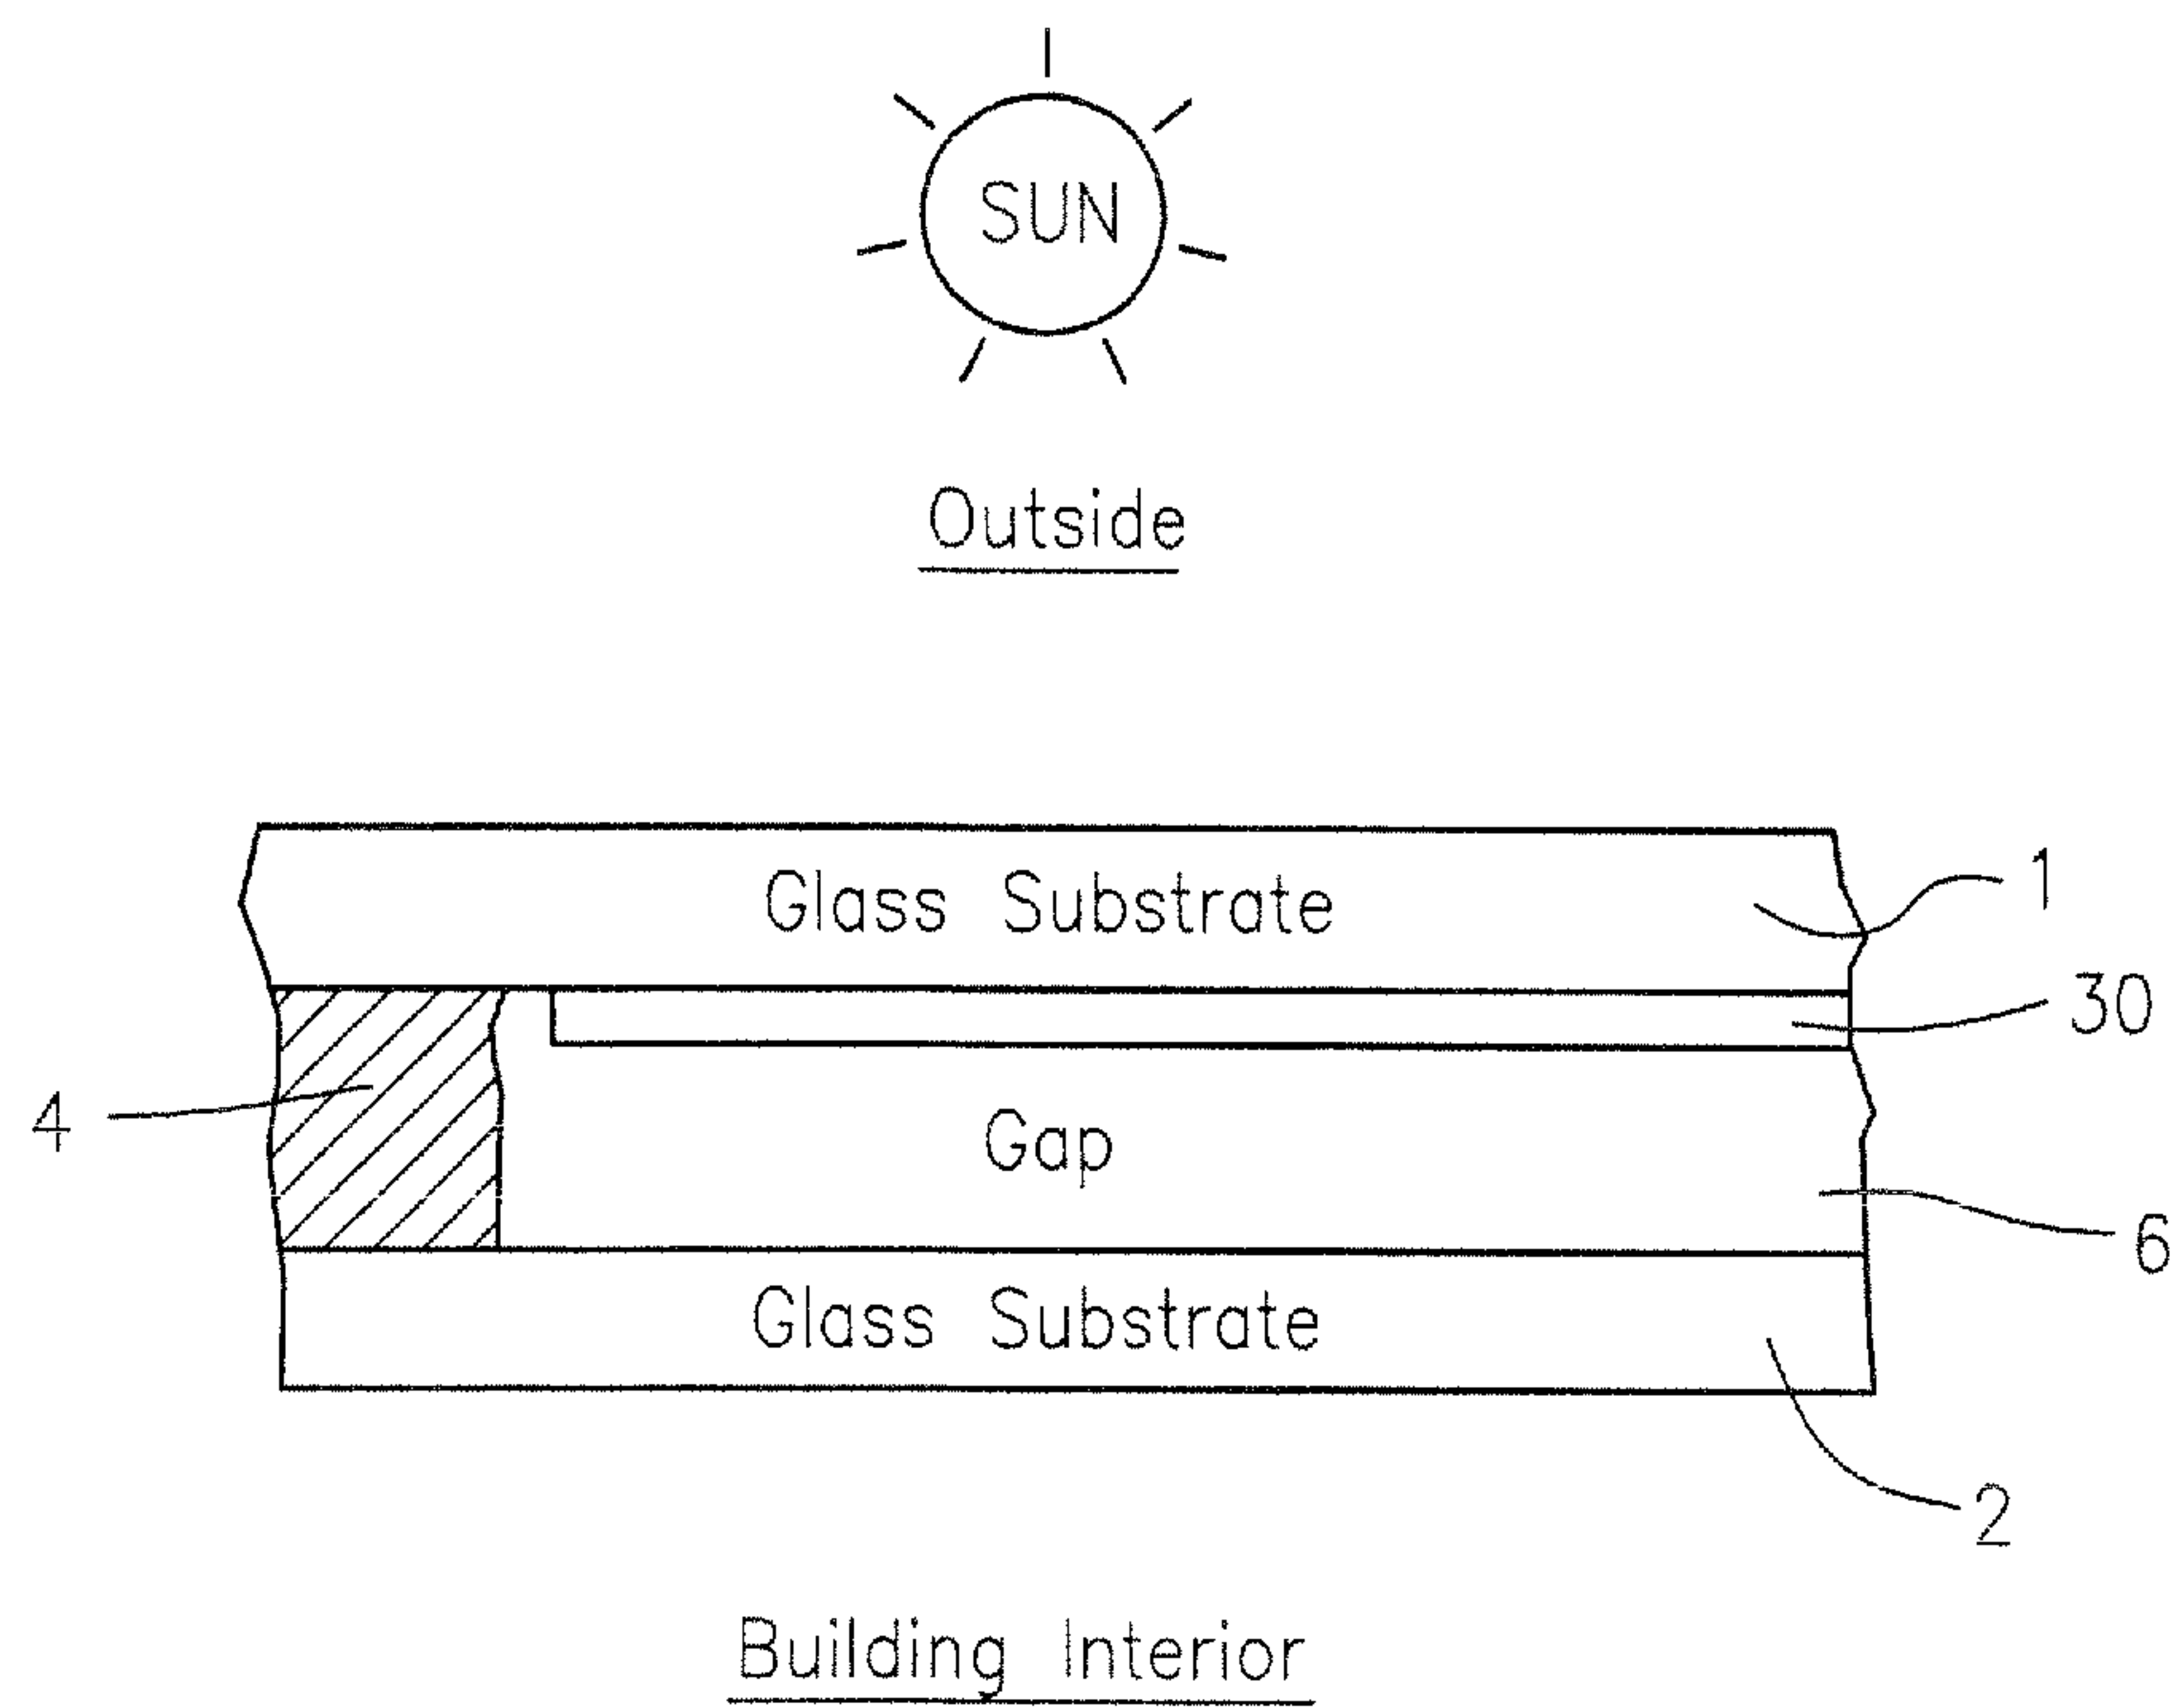 SUN
Outside
Glass Substrate
1
30
4
Gap
6
Glass Substrate
2
Building Interior